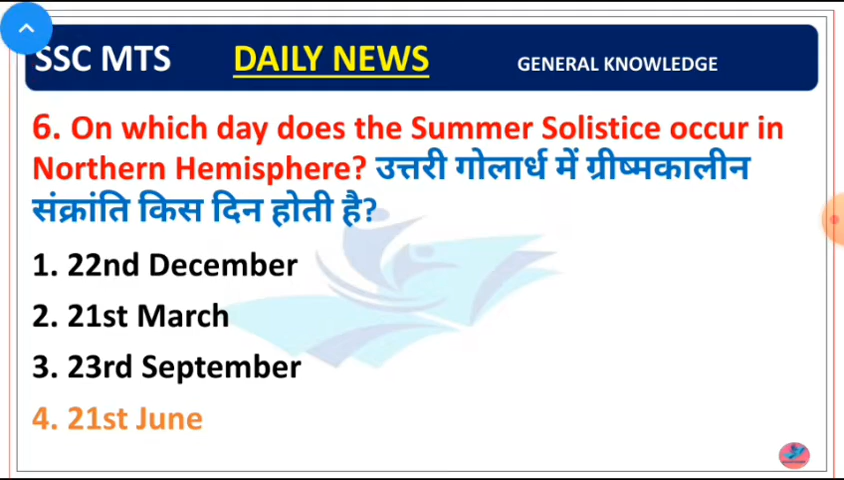 SSC MTS DAILY NEWS GENERAL KNOWLEDGE
6. On which day does the Summer Solistice occur in
Northern Hemisphere? उत्तरी गोलार्ध में ग्रीष्मकालीन
संक्रांति किस दिन होती है?
1. 22nd December
2. 21st March
3. 23rd September
4. 21st June